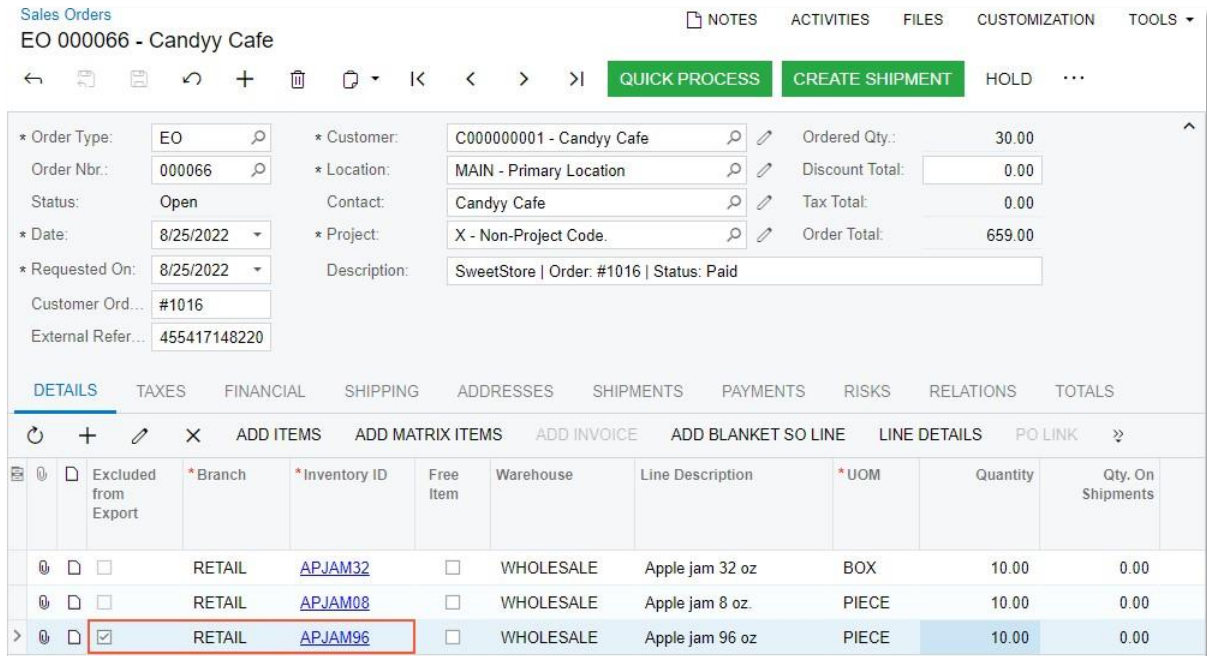 Sales Orders
EO 000066 - Candyy Cafe
NOTES ACTIVITIES FILES CUSTOMIZATION TOOLS
QUICK PROCESS CREATE SHIPMENT HOLD ...
* Order Type: EO * Customer: C000000001 - Candyy Cafe Ordered Qty.: 30.00
Order Nbr.: 000066 * Location: MAIN - Primary Location Discount Total: 0.00
Status: Open Contact: Candyy Cafe Tax Total: 0.00
* Date: 8/25/2022 * Project: X - Non-Project Code. Order Total: 659.00
* Requested On: 8/25/2022 Description: SweetStore | Order: #1016 | Status: Paid
Customer Ord... #1016
External Refer... 455417148220
DETAILS TAXES FINANCIAL SHIPPING ADDRESSES SHIPMENTS PAYMENTS RISKS RELATIONS TOTALS
ADD ITEMS ADD MATRIX ITEMS ADD INVOICE ADD BLANKET SO LINE LINE DETAILS PO LINK
Excluded from Export *Branch *Inventory ID Free Item Warehouse Line Description *UOM Quantity Qty. On Shipments
RETAIL APJAM32 WHOLESALE Apple jam 32 oz BOX 10.00 0.00
RETAIL APJAM08 WHOLESALE Apple jam 8 oz. PIECE 10.00 0.00
RETAIL APJAM96 WHOLESALE Apple jam 96 oz PIECE 10.00 0.00